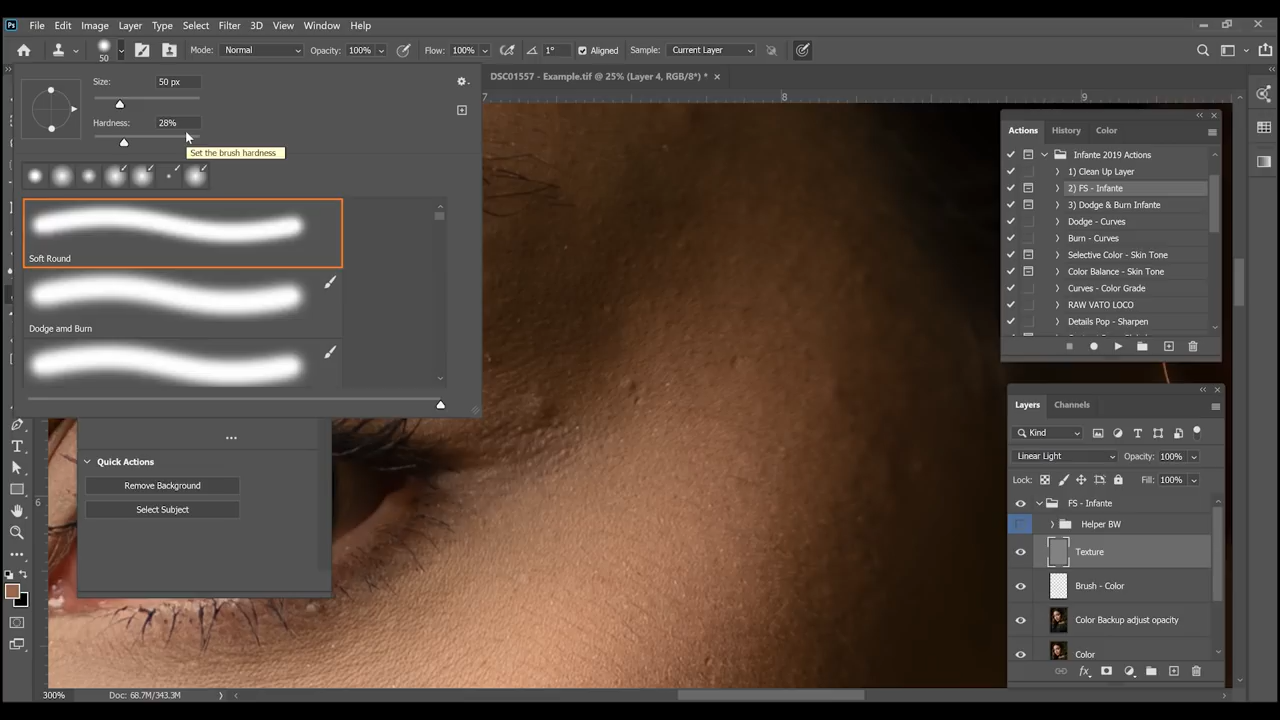 Ps File Edit Image Layer Type Select Filter 3D View Window Help
50 Mode: Normal Opacity: 100% Flow: 100% 1° Aligned Sample: Current Layer
DSC01557 - Example.tif @ 25% (Layer 4, RGB/8*) * ×
Size: 50 px
Hardness: 28%
Set the brush hardness
Soft Round
Dodge amd Burn
7 8 9
6
Quick Actions
Remove Background
Select Subject
300% Doc: 68.7M/343.3M
Actions History Color
Infante 2019 Actions
1) Clean Up Layer
2) FS - Infante
3) Dodge & Burn Infante
Dodge - Curves
Burn - Curves
Selective Color - Skin Tone
Color Balance - Skin Tone
Curves - Color Grade
RAW VATO LOCO
Details Pop - Sharpen
Layers Channels
Kind
Linear Light Opacity: 100%
Lock: Fill: 100%
FS - Infante
Helper BW
Texture
Brush - Color
Color Backup adjust opacity
Color